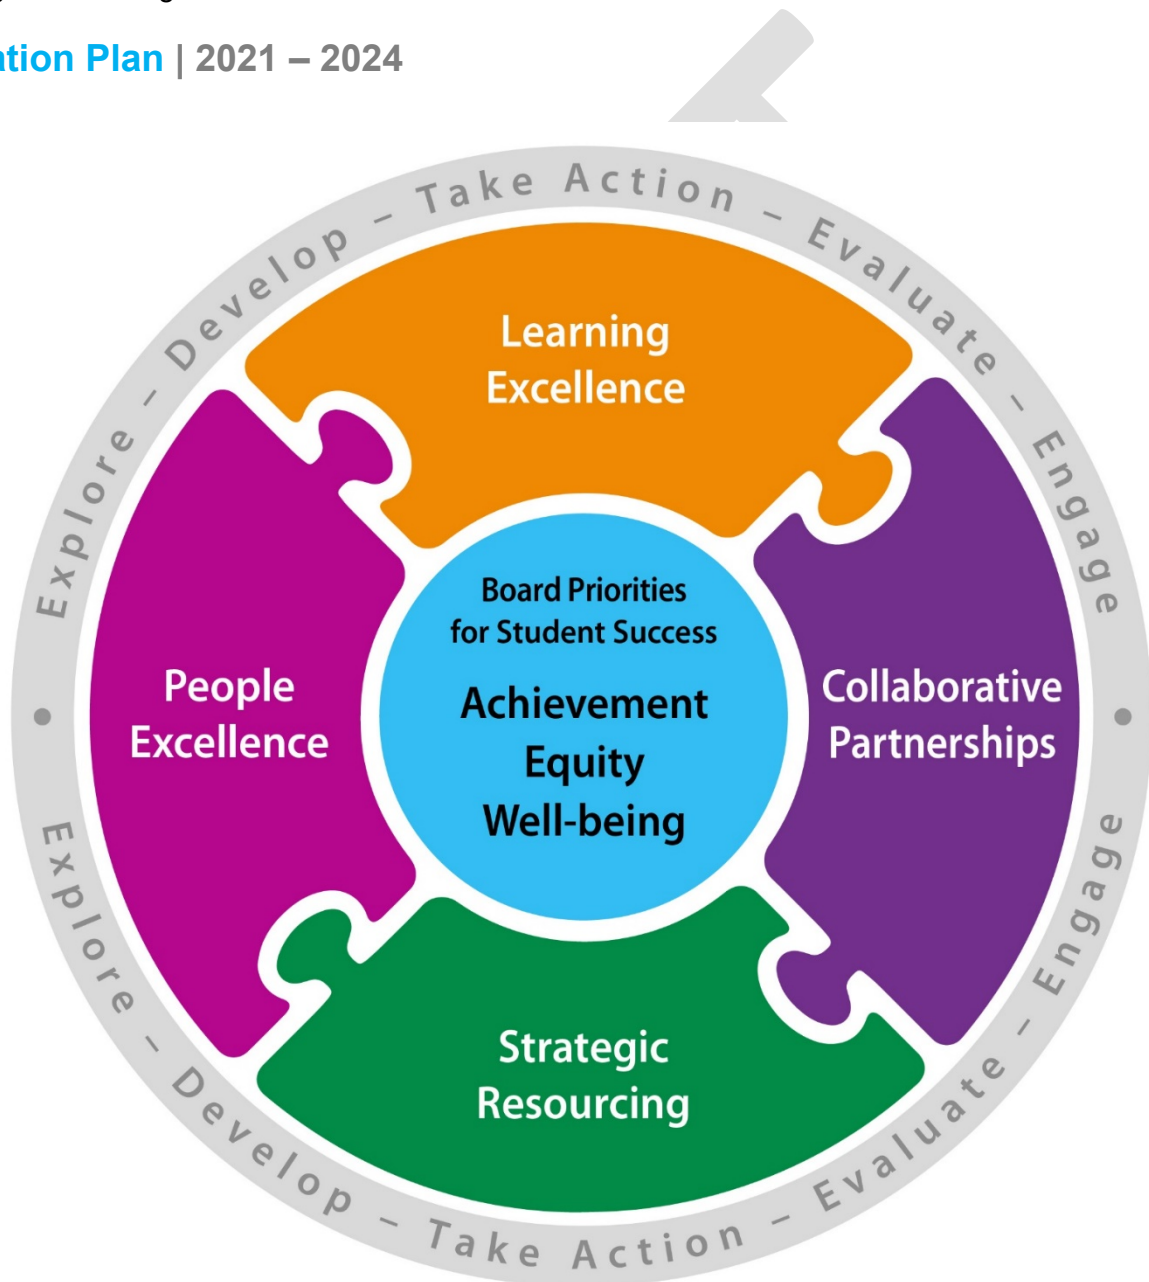 ation Plan | 2021 – 2024
Explore – Develop – Take Action – Evaluate – Engage
Learning
Excellence
People
Excellence
Board Priorities
for Student Success
Achievement
Equity
Well-being
Collaborative
Partnerships
Strategic
Resourcing
Explore – Develop – Take Action – Evaluate – Engage